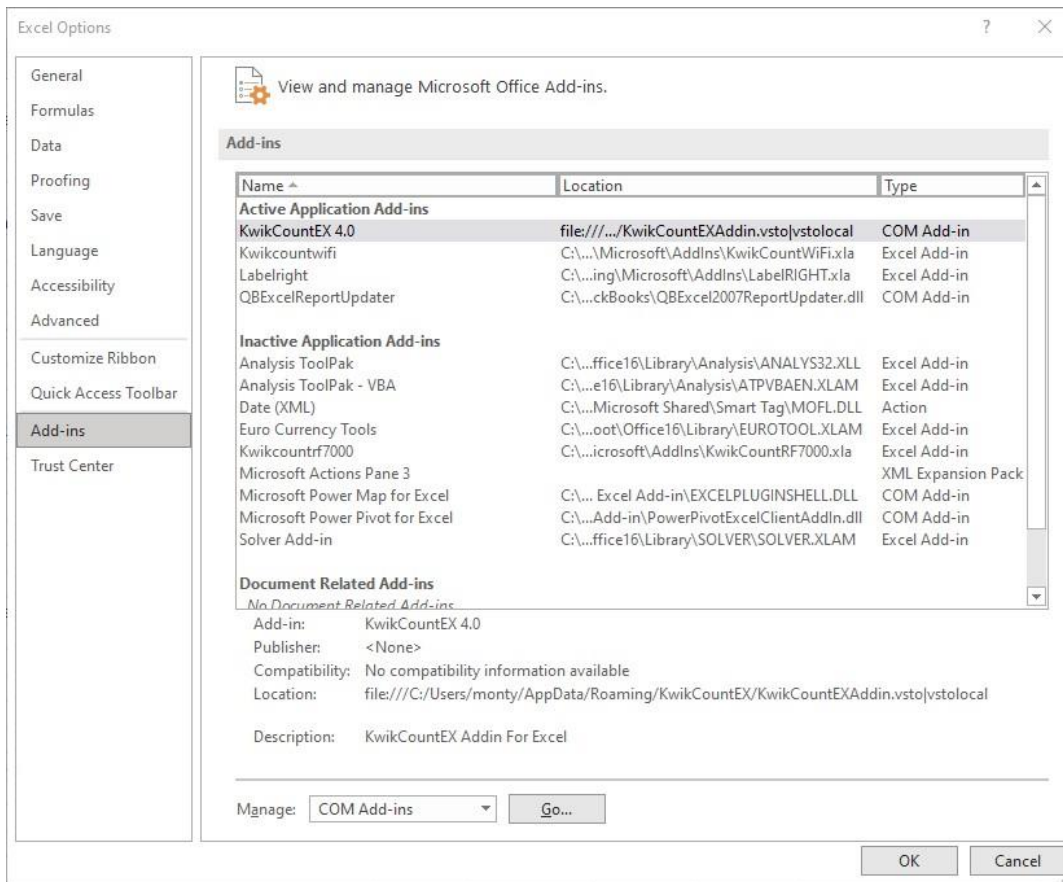 Excel Options
?
General
Formulas
Data
Proofing
Save
Language
Accessibility
Advanced
Customize Ribbon
Quick Access Toolbar
Add-ins
Trust Center
View and manage Microsoft Office Add-ins.
Add-ins
Name Location Type
Active Application Add-ins
KwikCountEX 4.0 file:///.../KwikCountEXAddin.vsto|vstolocal COM Add-in
Kwikcountwifi C:\...\Microsoft\AddIns\KwikCountWiFi.xla Excel Add-in
Labelright C:\...ing\Microsoft\AddIns\LabelRIGHT.xla Excel Add-in
QBExcelReportUpdater C:\...ckBooks\QBExcel2007ReportUpdater.dll COM Add-in
Inactive Application Add-ins
Analysis ToolPak C:\...ffice16\Library\Analysis\ANALYS32.XLL Excel Add-in
Analysis ToolPak - VBA C:\...e16\Library\Analysis\ATPVBAEN.XLAM Excel Add-in
Date (XML) C:\...Microsoft Shared\Smart Tag\MOFL.DLL Action
Euro Currency Tools C:\...oot\Office16\Library\EUROTOOL.XLAM Excel Add-in
Kwikcountrf7000 C:\...icrosoft\AddIns\KwikCountRF7000.xla Excel Add-in
Microsoft Actions Pane 3 XML Expansion Pack
Microsoft Power Map for Excel C:\... Excel Add-in\EXCELPLUGINSHELL.DLL COM Add-in
Microsoft Power Pivot for Excel C:\...Add-in\PowerPivotExcelClientAddIn.dll COM Add-in
Solver Add-in C:\...ffice16\Library\SOLVER\SOLVER.XLAM Excel Add-in
Document Related Add-ins
No Document Related Add-ins
Add-in: KwikCountEX 4.0
Publisher: <None>
Compatibility: No compatibility information available
Location: file:///C:/Users/monty/AppData/Roaming/KwikCountEX/KwikCountEXAddin.vsto|vstolocal
Description: KwikCountEX Addin For Excel
Manage: COM Add-ins Go...
OK Cancel